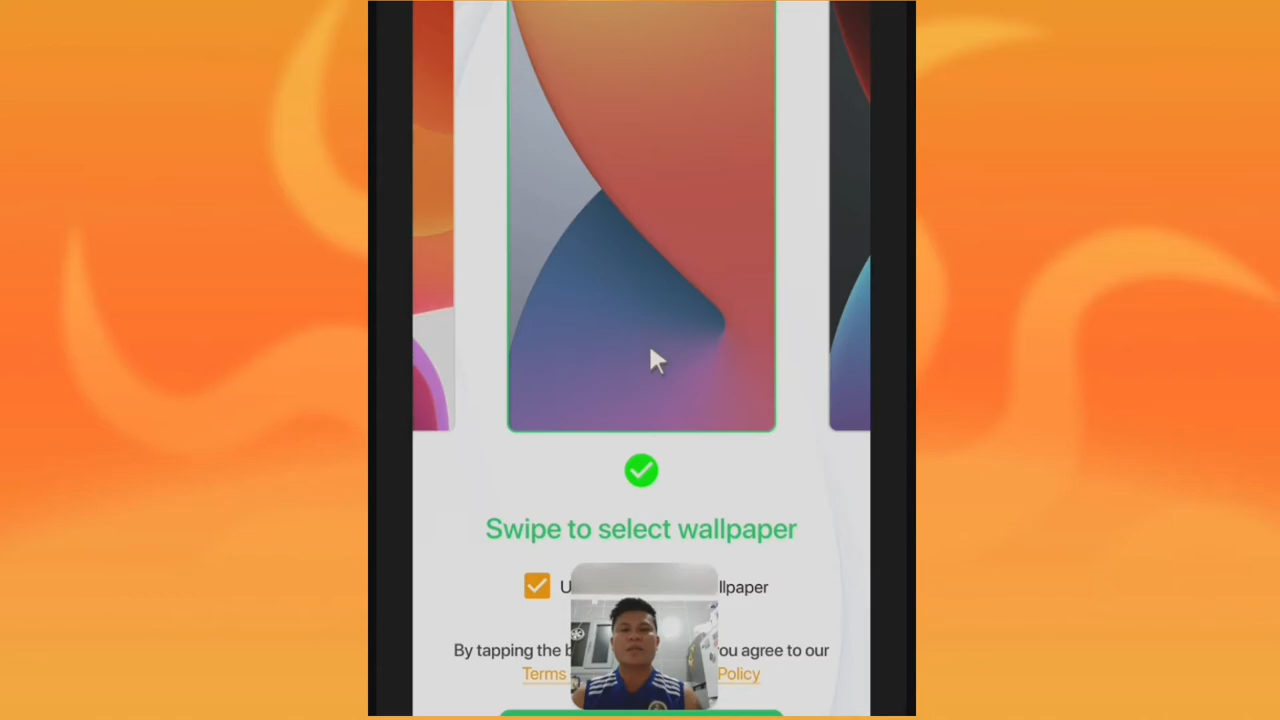 Swipe to select wallpaper
llpaper
By tapping the
ou agree to our
Terms
Policy